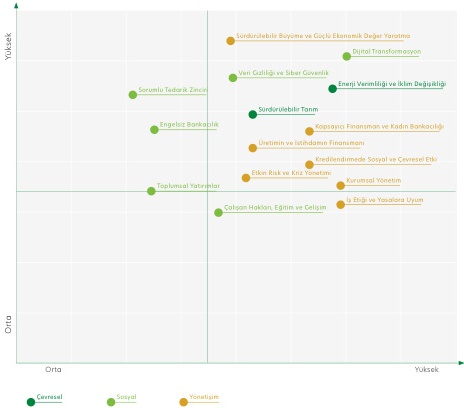 Yüksek
Sürdürülebilir Büyüme ve Güçlü Ekonomik Değer Yaratma
Dijital Transformasyon
Veri Gizliliği ve Siber Güvenlik
Enerji Verimliliği ve İklim Değişikliği
Sorumlu Tedarik Zinciri
Sürdürülebilir Tarım
Engelsiz Bankacılık
Kapsayıcı Finansman ve Kadın Bankacılığı
Üretimin ve İstihdamın Finansmanı
Kredilendirmede Sosyal ve Çevresel Etki
Etkin Risk ve Kriz Yönetimi
Kurumsal Yönetim
Toplumsal Yatırımlar
İş Etiği ve Yasalara Uyum
Çalışan Hakları, Eğitim ve Gelişim
Orta
Orta
Yüksek
Çevresel
Sosyal
Yönetişim